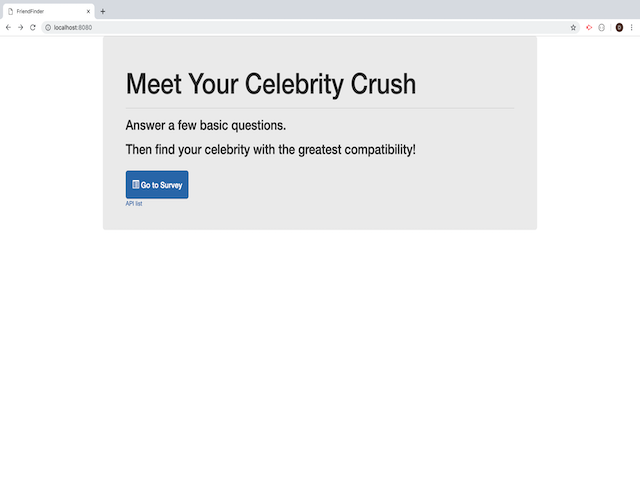 FriendFinder
localhost:8080
Meet Your Celebrity Crush
Answer a few basic questions.
Then find your celebrity with the greatest compatibility!
Go to Survey
API list